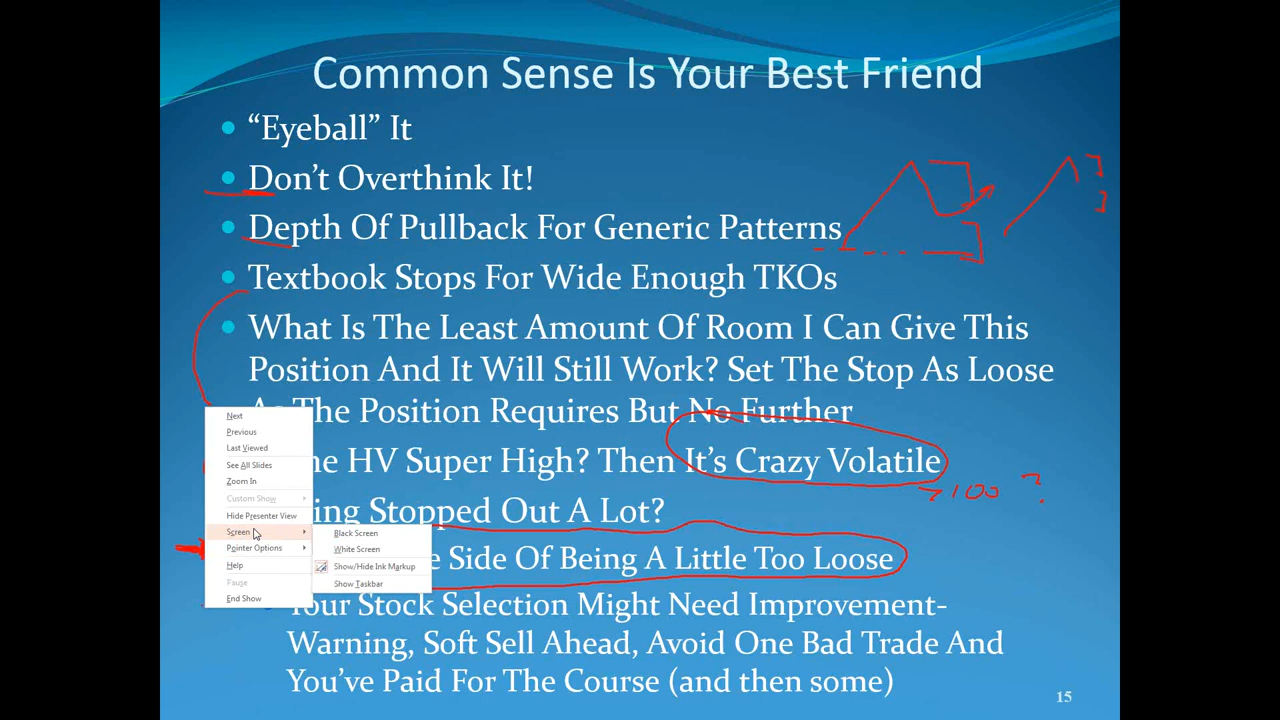 Common Sense Is Your Best Friend
“Eyeball” It
Don’t Overthink It!
Depth Of Pullback For Generic Patterns
Textbook Stops For Wide Enough TKOs
What Is The Least Amount Of Room I Can Give This
Position And It Will Still Work? Set The Stop As Loose
The Position Requires But No Further
HV Super High? Then It’s Crazy Volatile
100 ?
Stopped Out A Lot?
Side Of Being A Little Too Loose
Your Stock Selection Might Need Improvement-
Warning, Soft Sell Ahead, Avoid One Bad Trade And
You’ve Paid For The Course (and then some)
15
Next
Previous
Last Viewed
See All Slides
Zoom In
Custom Show
Hide Presenter View
Screen
Pointer Options
Help
Pause
End Show
Black Screen
White Screen
Show/Hide Ink Markup
Show Taskbar